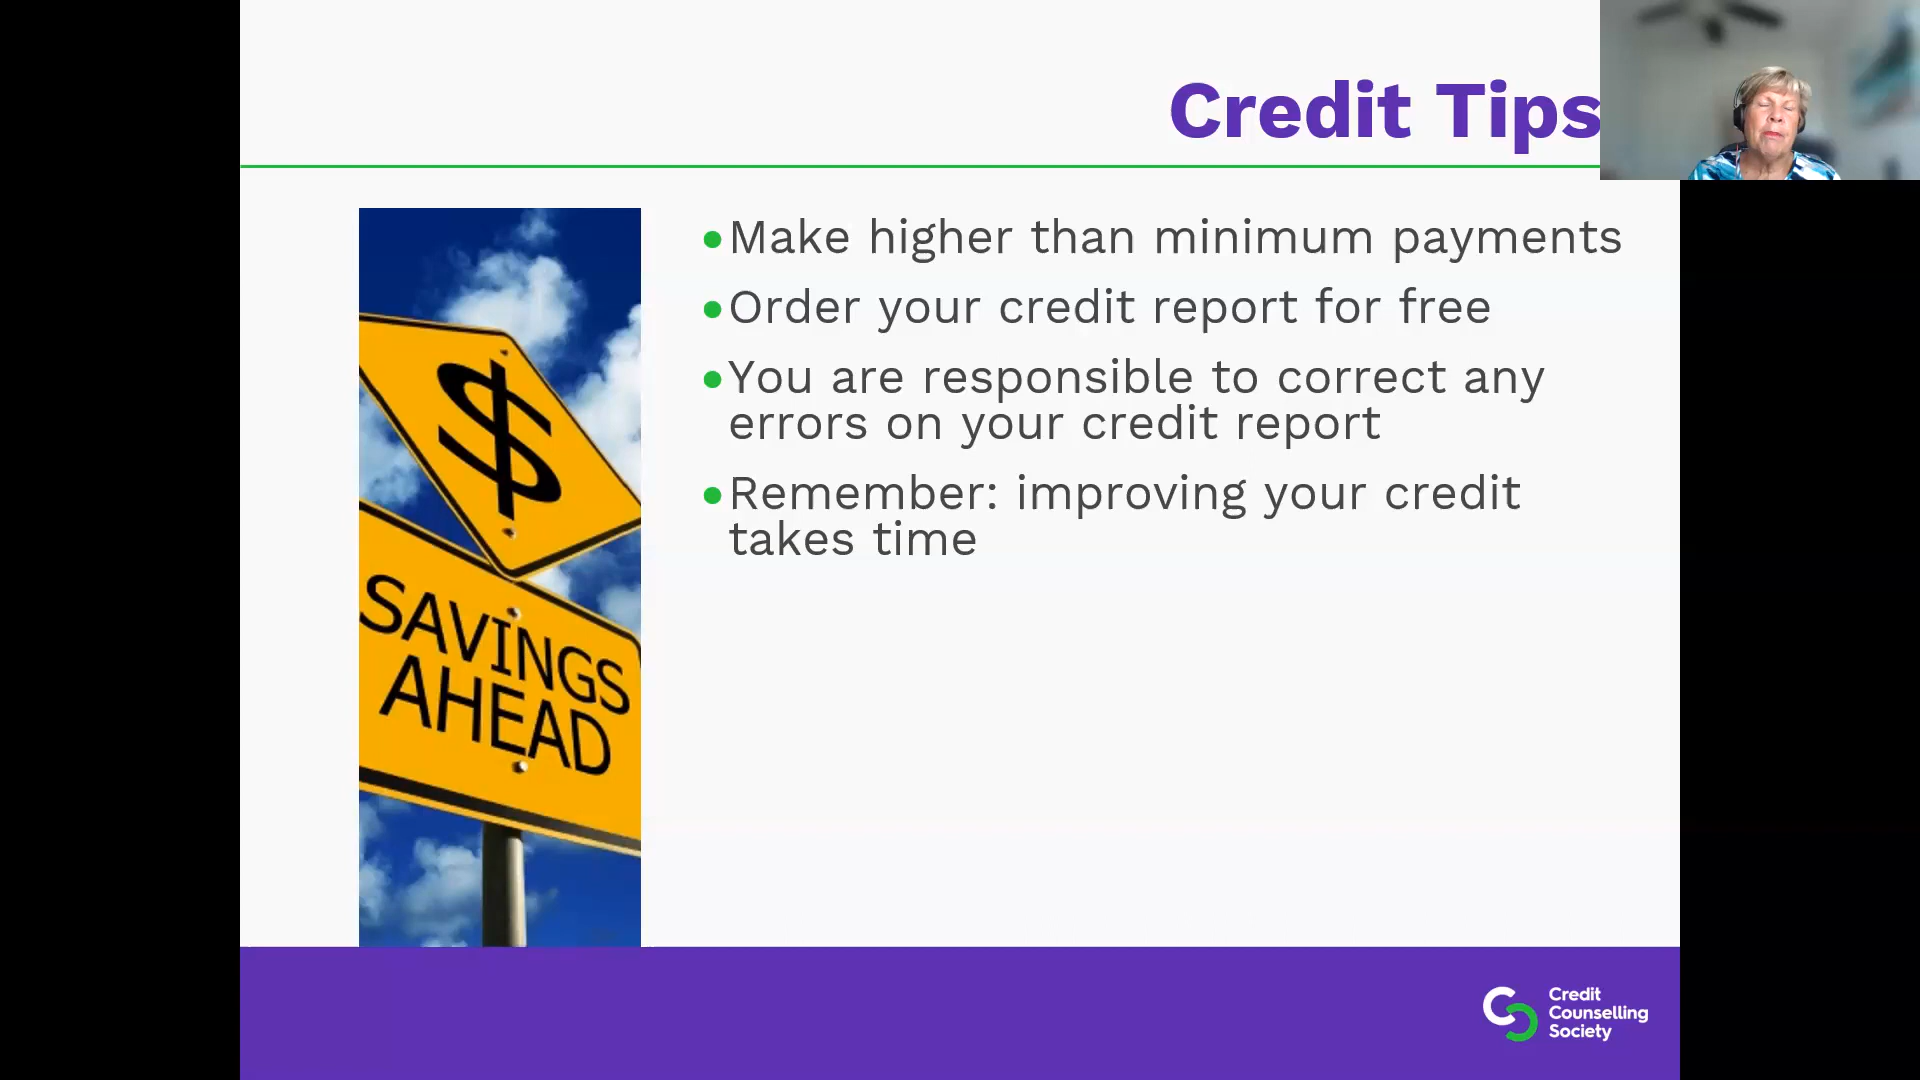 Credit Tips
•Make higher than minimum payments
•Order your credit report for free
•You are responsible to correct any
errors on your credit report
•Remember: improving your credit
takes time
$
SAVINGS
AHEAD
Credit
Counselling
Society